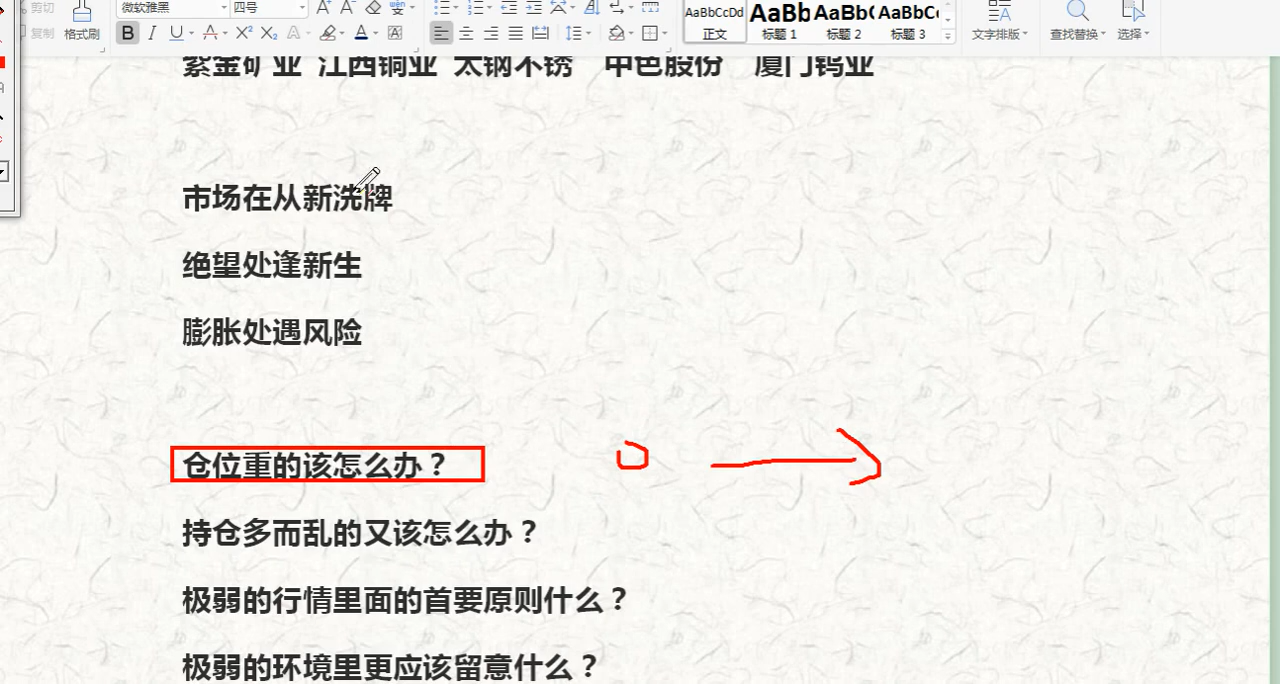 剪切 微软雅黑 四号 AaBbCcDd AaBb AaBb( AaBbC
复制 格式刷 B I U A X² X₂ A A A 正文 标题 1 标题 2 标题 3 文字排版 查找替换 选择
紫金矿业 江西铜业 太钢不锈 中色股份 厦门钨业
市场在从新洗牌
绝望处逢新生
膨胀处遇风险
仓位重的该怎么办？
持仓多而乱的又该怎么办？
极弱的行情里面的首要原则什么？
极弱的环境里更应该留意什么？